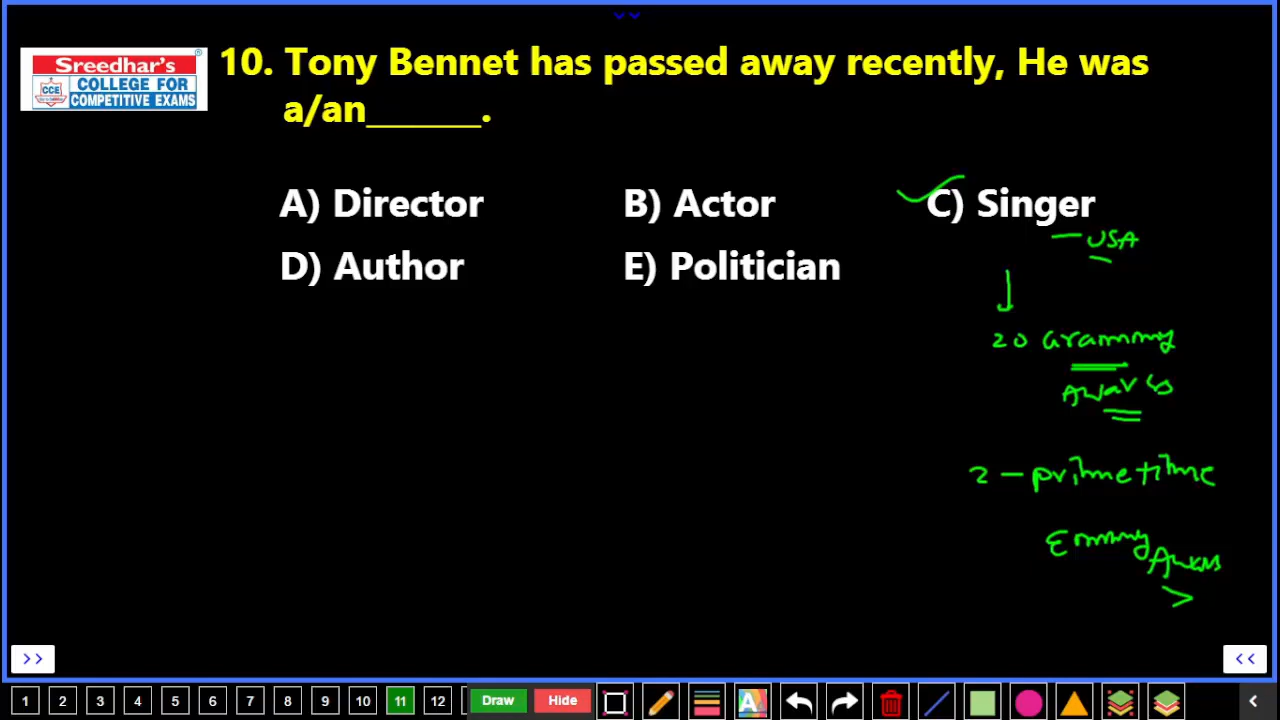 Sreedhar's
CCE
COLLEGE FOR
COMPETITIVE EXAMS
10. Tony Bennet has passed away recently, He was
a/an______.
A) Director
B) Actor
C) Singer
D) Author
E) Politician
— USA
20 Grammy
Awards
2 - primetime
Emmy
>>
<<
1 2 3 4 5 6 7 8 9 10 11 12 Draw Hide A <